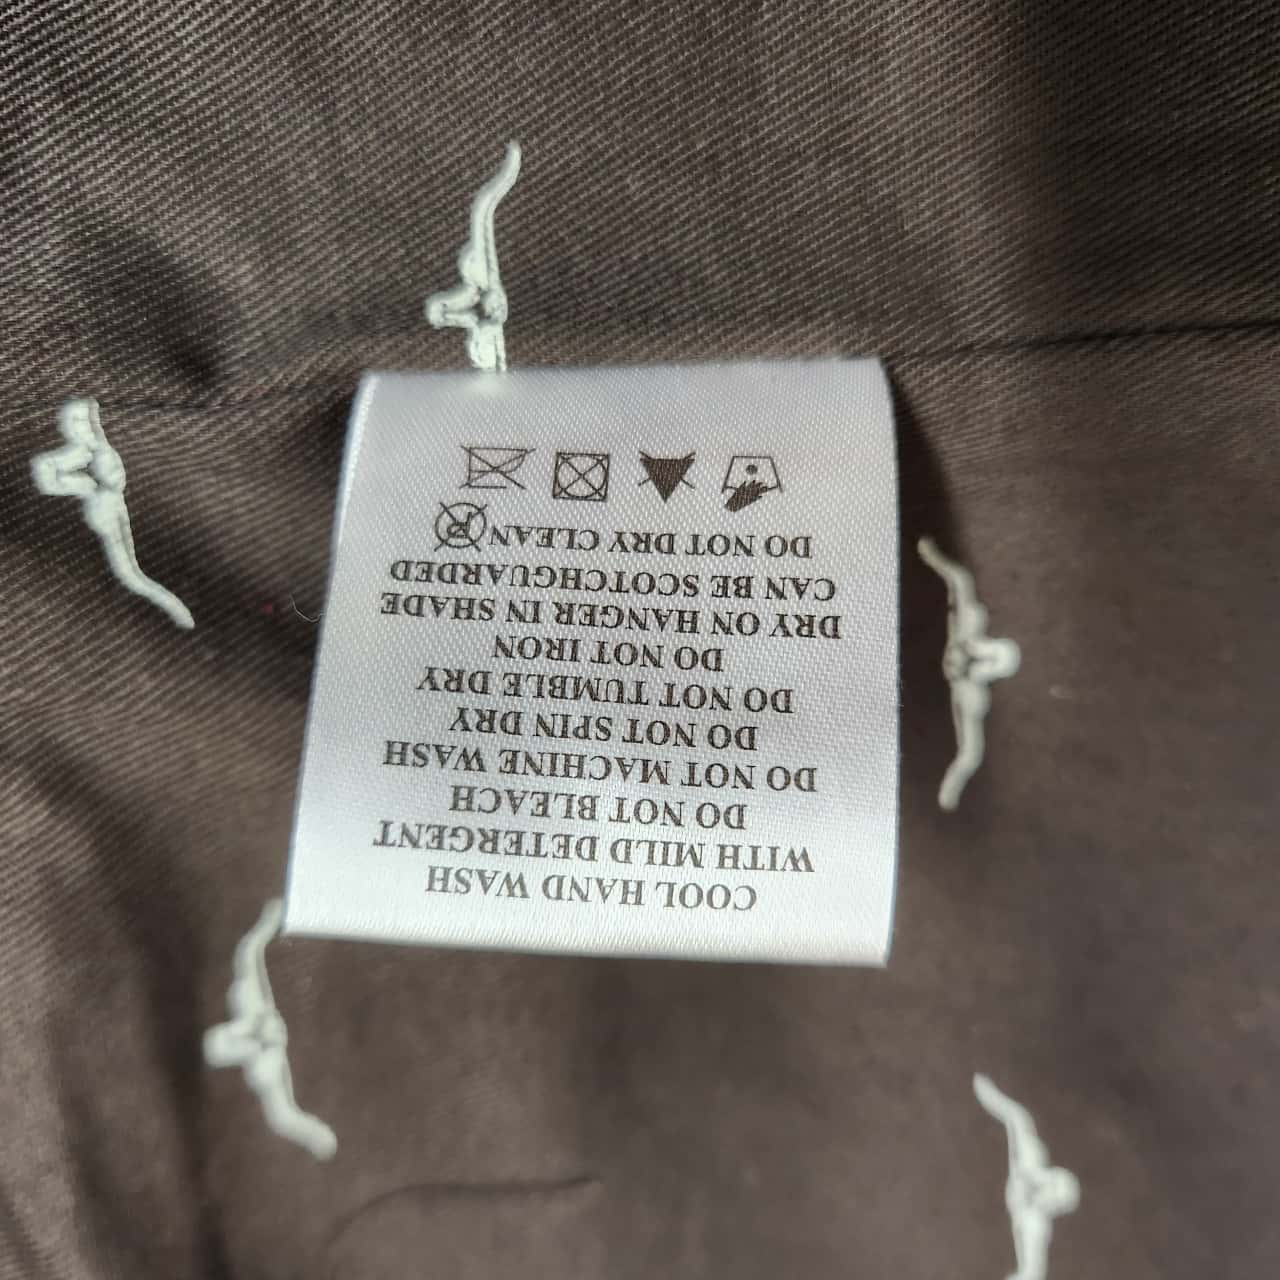 COOL HAND WASH
WITH MILD DETERGENT
DO NOT BLEACH
DO NOT MACHINE WASH
DO NOT SPIN DRY
DO NOT TUMBLE DRY
DO NOT IRON
DRY ON HANGER IN SHADE
CAN BE SCOTCHGUARDED
DO NOT DRY CLEAN P